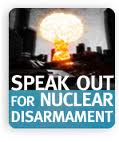 SPEAK OUT
FOR NUCLEAR
DISARMAMENT